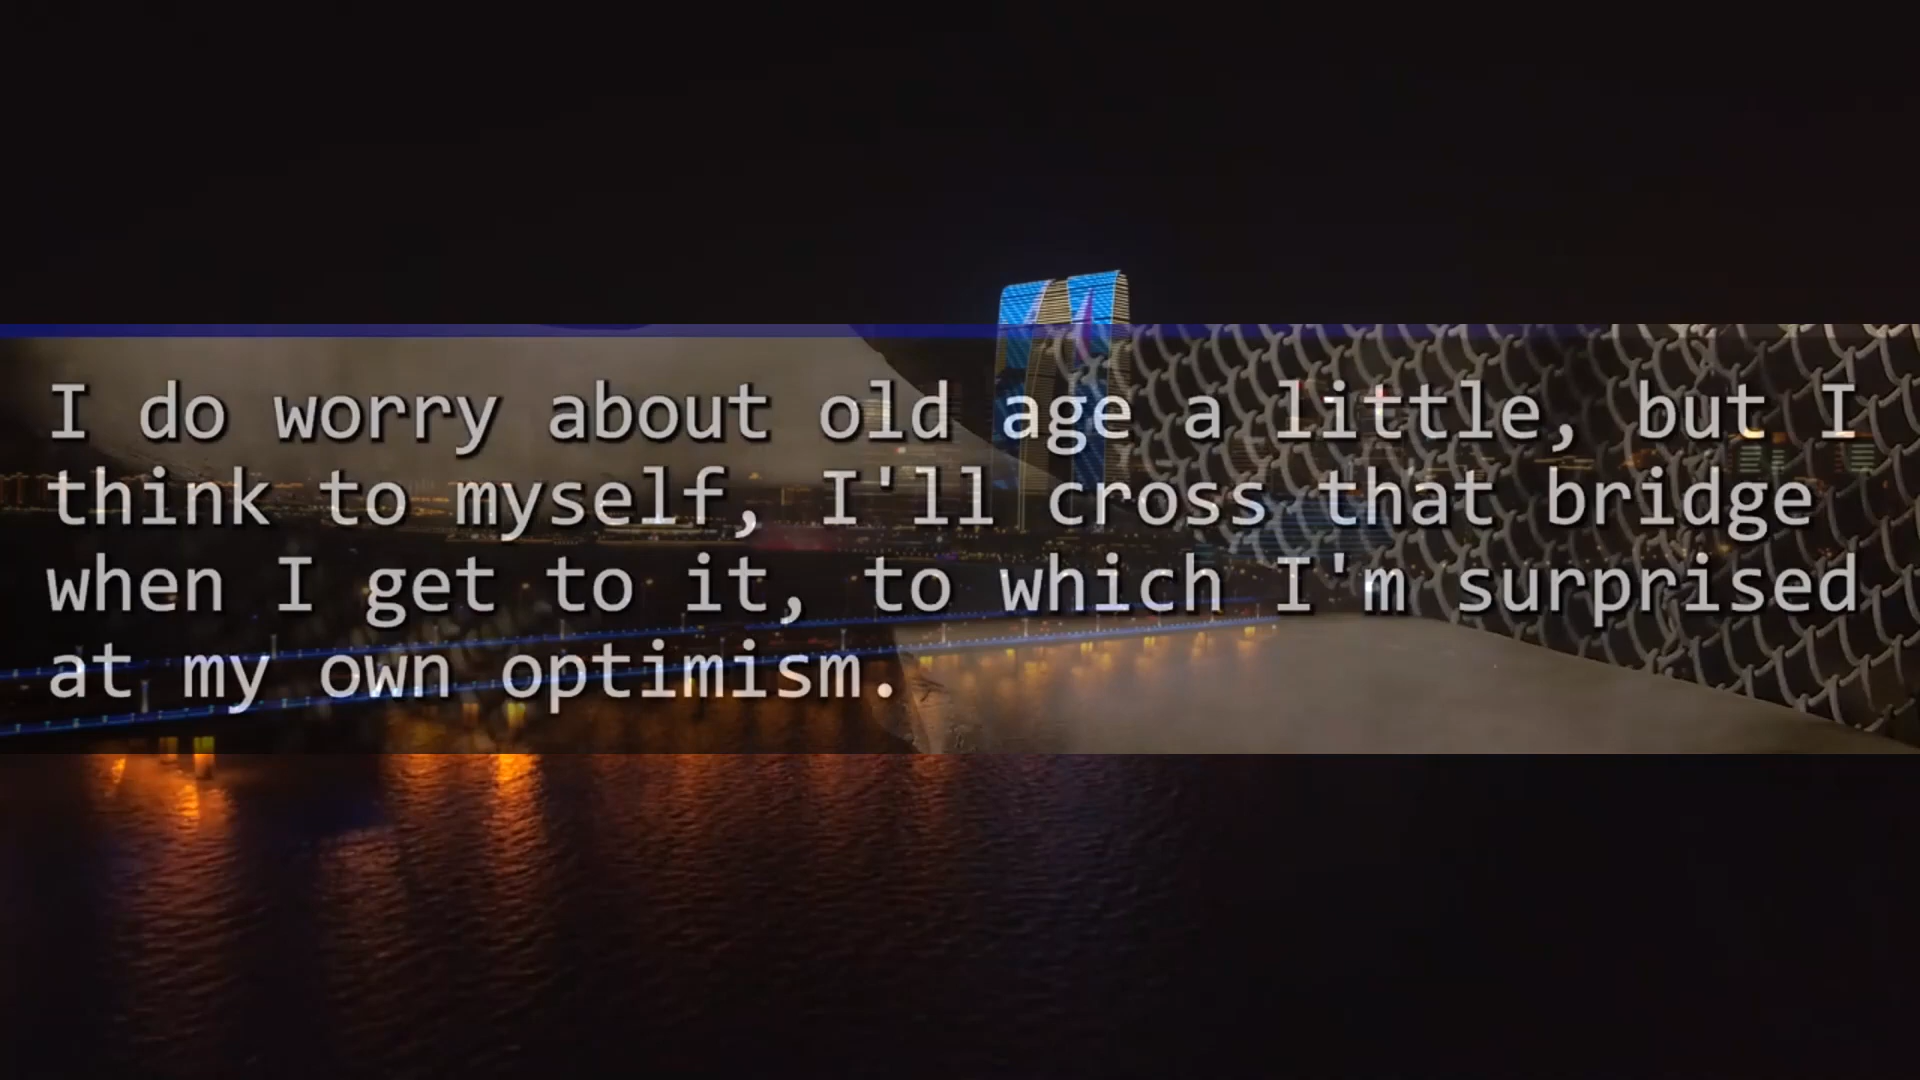 I do worry about old age a little, but I
think to myself, I'll cross that bridge
when I get to it, to which I'm surprised
at my own optimism.